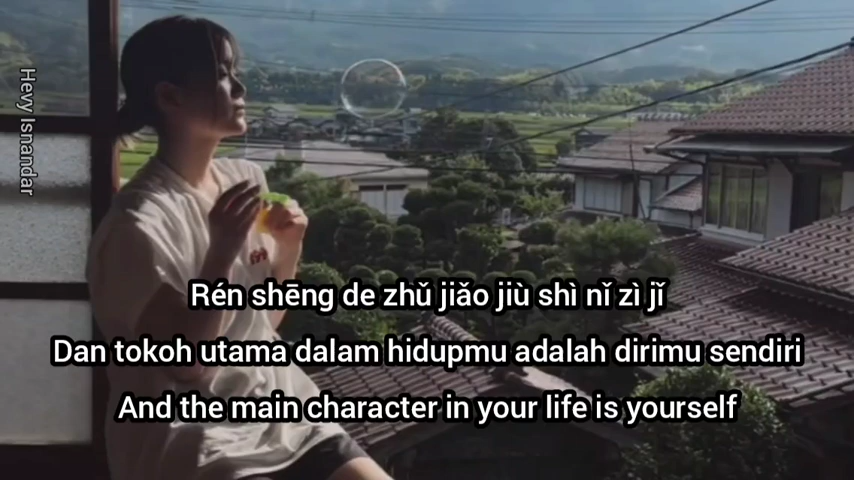 Hevy Isnandar
Rén shēng de zhǔ jiǎo jiù shì nǐ zì jǐ
Dan tokoh utama dalam hidupmu adalah dirimu sendiri
And the main character in your life is yourself